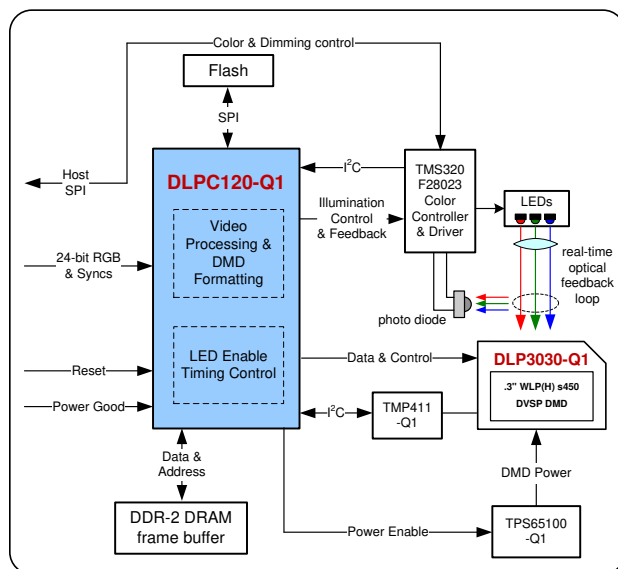 Color & Dimming control
Flash
SPI
Host
SPI
DLPC120-Q1
I²C
TMS320
F28023
Color
Controller
& Driver
LEDs
Illumination
Control
& Feedback
Video
Processing &
DMD
Formatting
24-bit RGB
& Syncs
real-time
optical
feedback
loop
photo diode
LED Enable
Timing Control
Data & Control
DLP3030-Q1
.3" WLP(H) s450
DVSP DMD
Reset
Power Good
I²C
TMP411
-Q1
Data &
Address
DMD Power
DDR-2 DRAM
frame buffer
Power Enable
TPS65100
-Q1